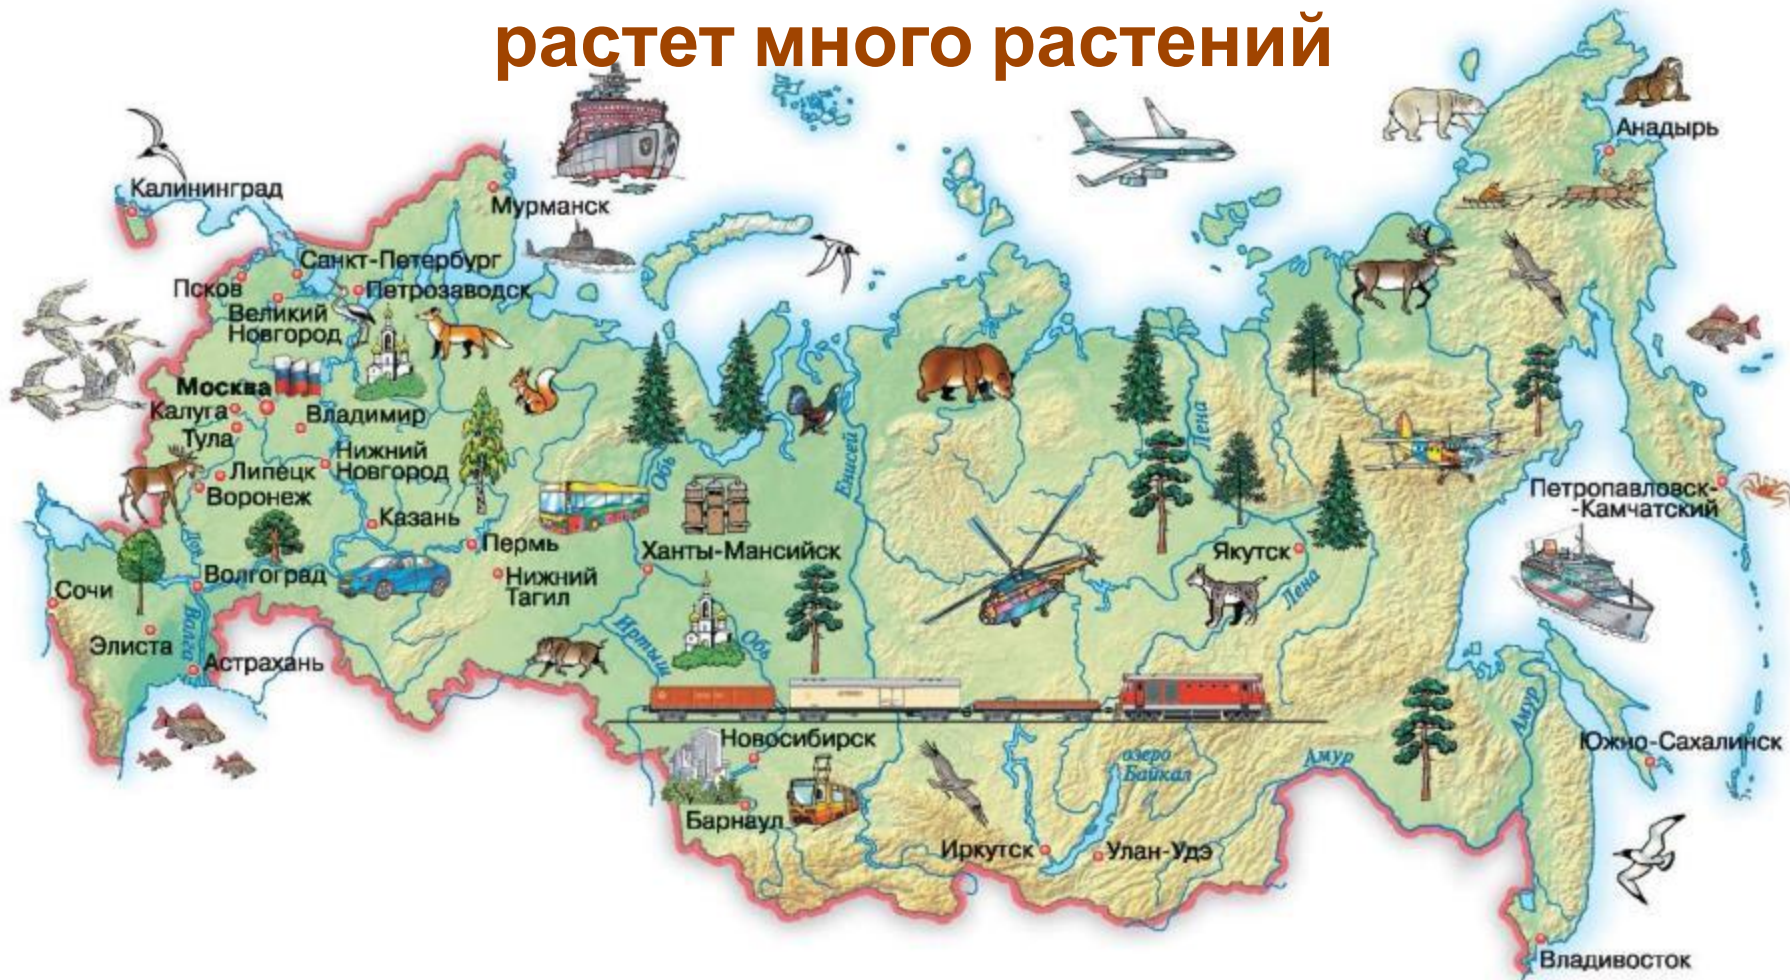 растет много растений
Анадырь
Калининград
Мурманск
Санкт-Петербург
Псков
Петрозаводск
Великий
Новгород
Москва
Калуга
Владимир
Тула
Нижний
Новгород
Липецк
Воронеж
Казань
Пермь
Нижний
Тагил
Ханты-Мансийск
Обь
Енисей
Лена
Петропавловск-
-Камчатский
Якутск
Лена
Дон
Волгоград
Сочи
Элиста
Волга
Астрахань
Иртыш
Обь
Новосибирск
Барнаул
озеро
Байкал
Иркутск
Улан-Удэ
Амур
Амур
Южно-Сахалинск
Владивосток